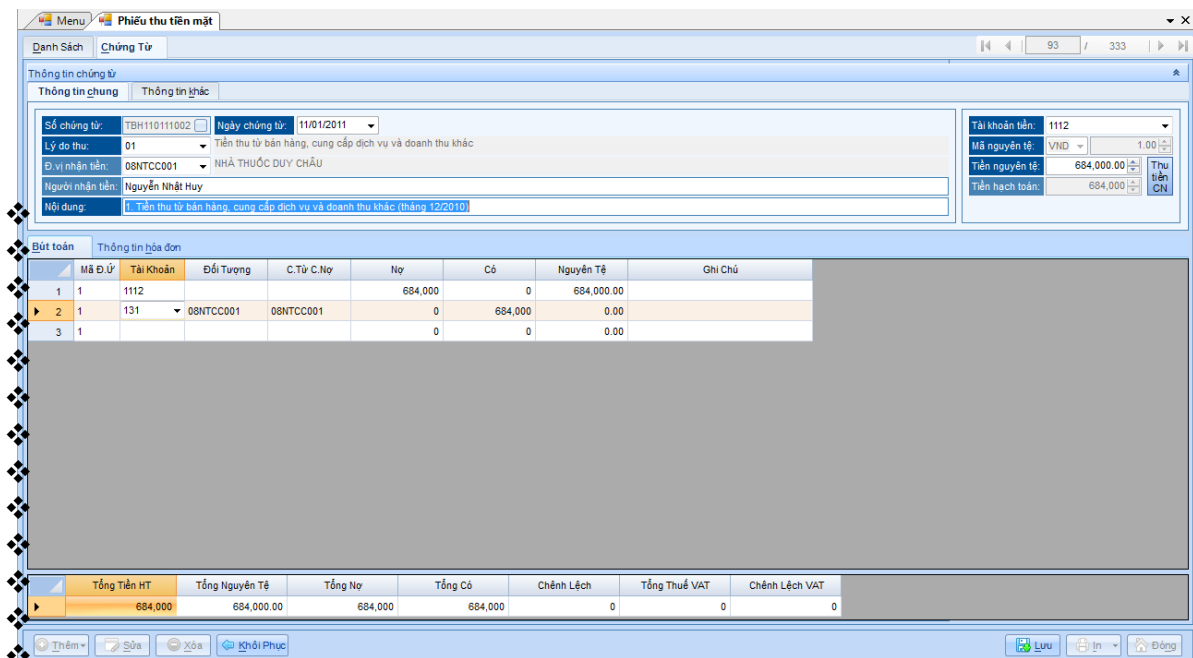 Menu Phiếu thu tiền mặt
Danh Sách Chứng Từ 93 / 333
Thông tin chứng từ
Thông tin chung Thông tin khác
Số chứng từ: TBH110111002 Ngày chứng từ: 11/01/2011 Tài khoản tiền: 1112
Lý do thu: 01 Tiền thu từ bán hàng, cung cấp dịch vụ và doanh thu khác Mã nguyên tệ: VND 1.00
Đ.vị nhận tiền: 08NTCC001 NHÀ THUỐC DUY CHÂU Tiền nguyên tệ: 684,000.00 Thu tiền CN
Người nhận tiền: Nguyễn Nhật Huy Tiền hạch toán: 684,000
Nội dung: 1. Tiền thu từ bán hàng, cung cấp dịch vụ và doanh thu khác (tháng 12/2010)
Bút toán Thông tin hóa đơn
Mã Đ.Ứ Tài Khoản Đối Tượng C.Từ C.Nợ Nợ Có Nguyên Tệ Ghi Chú
1 1 1112 684,000 0 684,000.00
2 1 131 08NTCC001 08NTCC001 0 684,000 0.00
3 1 0 0 0.00
Tổng Tiền HT Tổng Nguyên Tệ Tổng Nợ Tổng Có Chênh Lệch Tổng Thuế VAT Chênh Lệch VAT
684,000 684,000.00 684,000 684,000 0 0 0
Thêm Sửa Xóa Khôi Phục Lưu In Đóng